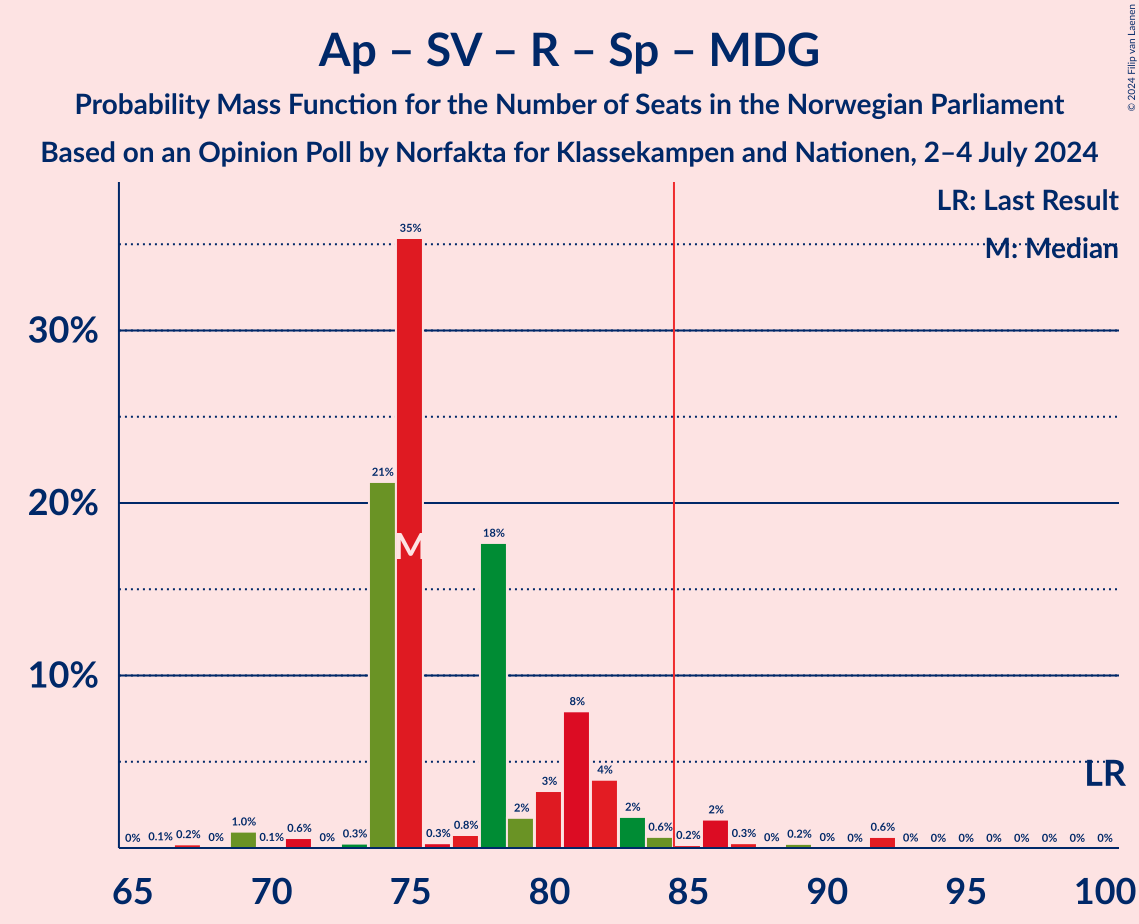 Ap – SV – R – Sp – MDG
Probability Mass Function for the Number of Seats in the Norwegian Parliament
Based on an Opinion Poll by Norfakta for Klassekampen and Nationen, 2–4 July 2024
© 2024 Filip van Laenen
LR: Last Result
M: Median
30%
20%
10%
0% 0.1% 0.2% 0% 1.0% 0.1% 0.6% 0% 0.3% 21% 35% 0.3% 0.8% 18% 2% 3% 8% 4% 2% 0.6% 0.2% 2% 0.3% 0% 0.2% 0% 0% 0.6% 0% 0% 0% 0% 0% 0% 0% 0%
M
LR
65 70 75 80 85 90 95 100